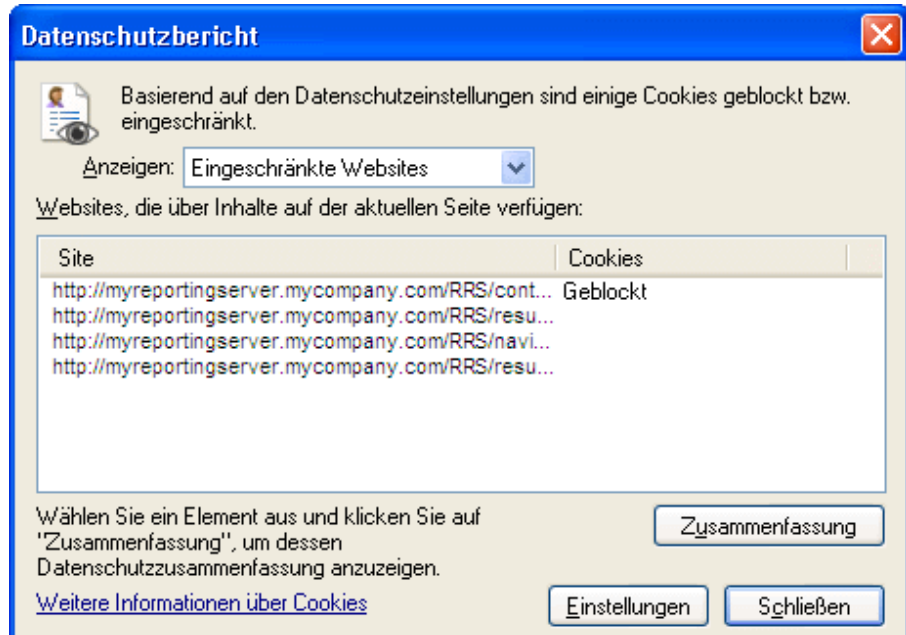 Datenschutzbericht
Basierend auf den Datenschutzeinstellungen sind einige Cookies geblockt bzw.
eingeschränkt.
Anzeigen: Eingeschränkte Websites
Websites, die über Inhalte auf der aktuellen Seite verfügen:
Site Cookies
http://myreportingserver.mycompany.com/RRS/cont... Geblockt
http://myreportingserver.mycompany.com/RRS/resu...
http://myreportingserver.mycompany.com/RRS/navi...
http://myreportingserver.mycompany.com/RRS/resu...
Wählen Sie ein Element aus und klicken Sie auf
"Zusammenfassung", um dessen
Datenschutzzusammenfassung anzuzeigen.
Zusammenfassung
Weitere Informationen über Cookies
Einstellungen
Schließen